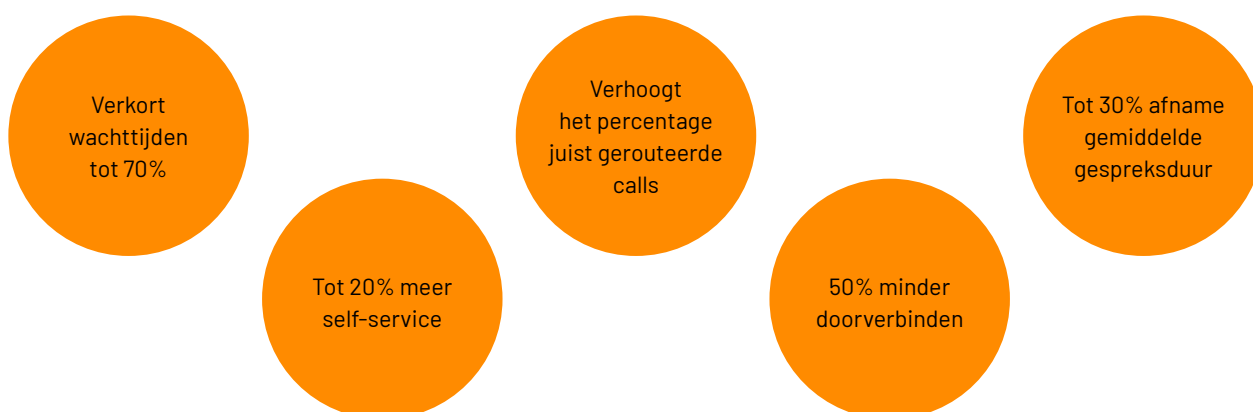 Verkort
wachttijden
tot 70%
Tot 20% meer
self-service
Verhoogt
het percentage
juist gerouteerde
calls
50% minder
doorverbinden
Tot 30% afname
gemiddelde
gespreksduur